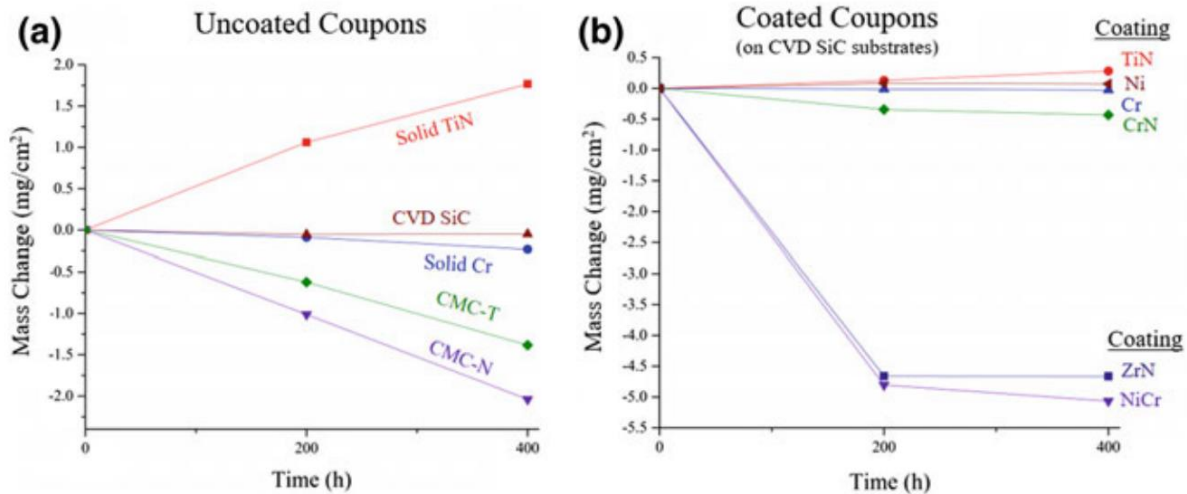 (a)
Uncoated Coupons
2.0
1.5
1.0
0.5
0.0
-0.5
-1.0
-1.5
-2.0
Mass Change (mg/cm²)
Solid TiN
CVD SiC
Solid Cr
CMC-T
CMC-N
0
200
400
Time (h)
(b)
Coated Coupons
(on CVD SiC substrates)
Coating
0.5
0.0
-0.5
-1.0
-1.5
-2.0
-2.5
-3.0
-3.5
-4.0
-4.5
-5.0
-5.5
Mass Change (mg/cm²)
TiN
Ni
Cr
CrN
Coating
ZrN
NiCr
0
200
400
Time (h)